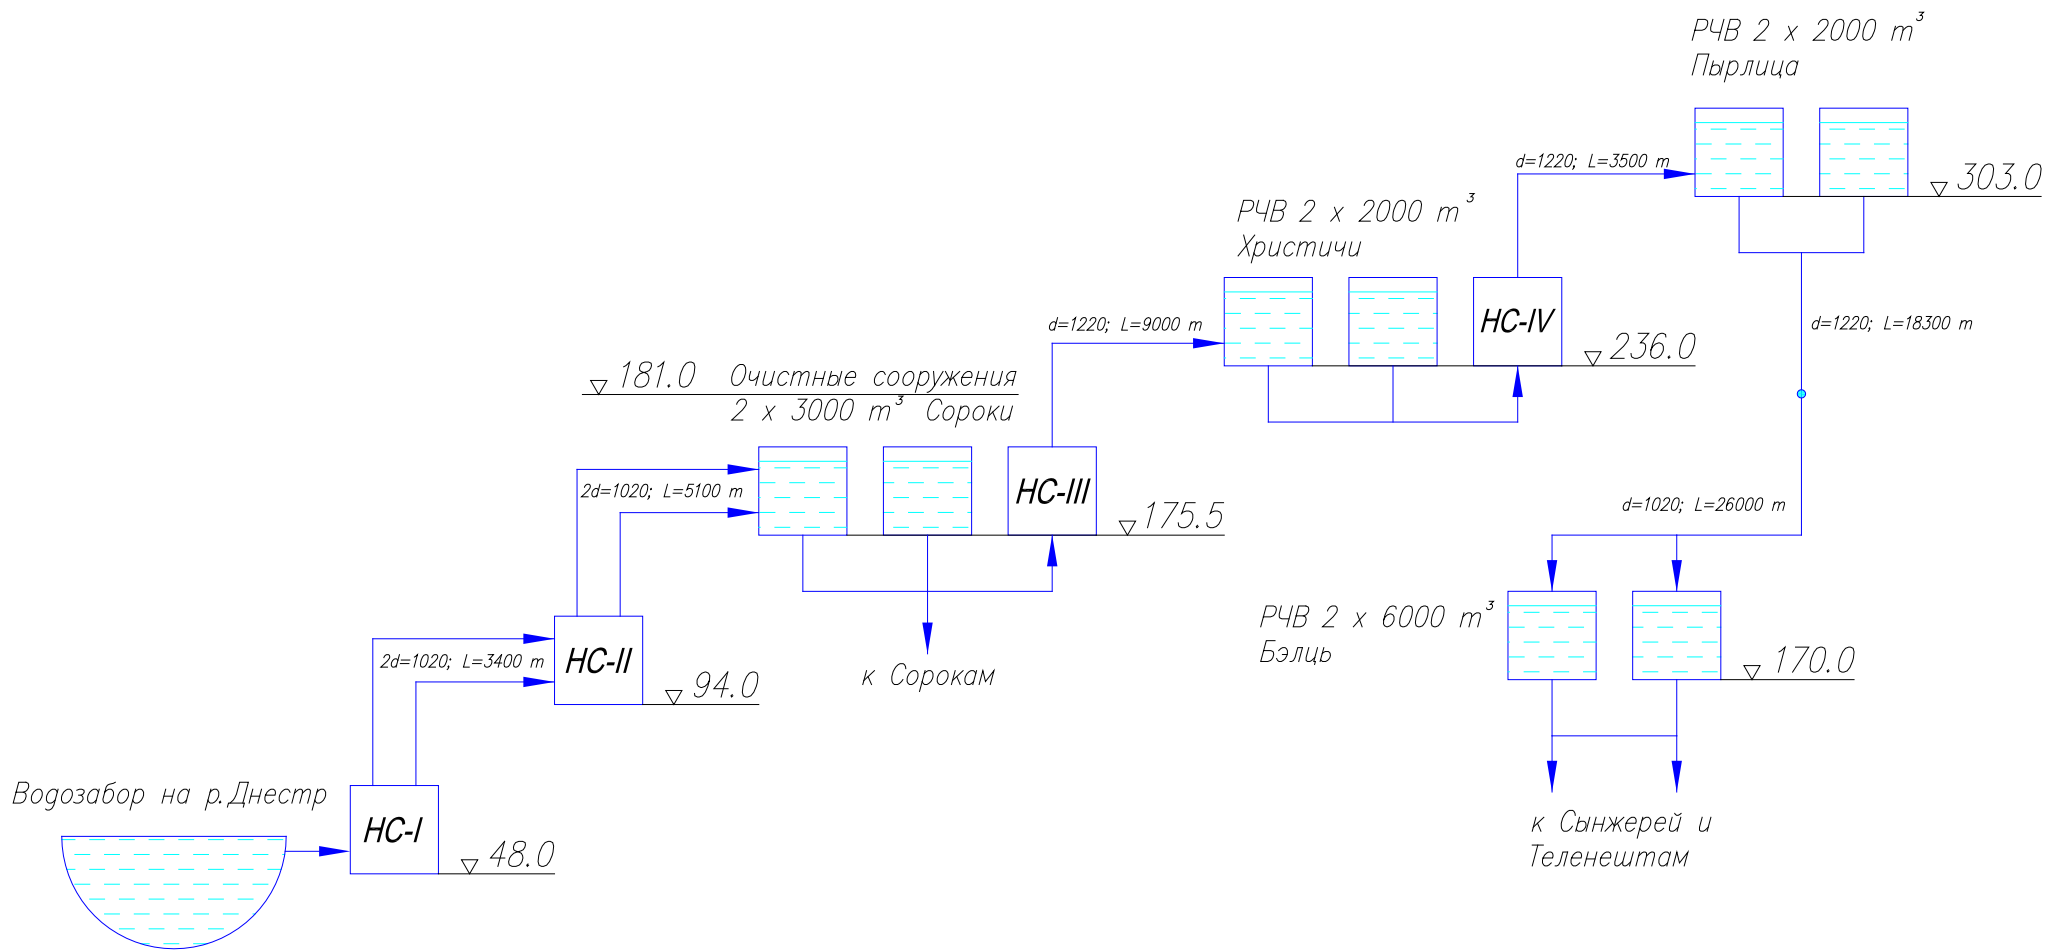 РЧВ 2 х 2000 m³
Пырлица
d=1220; L=3500 m
303.0
РЧВ 2 х 2000 m³
Христичи
НС-IV
236.0
d=1220; L=18300 m
d=1220; L=9000 m
181.0 Очистные сооружения
2 х 3000 m³ Сороки
2d=1020; L=5100 m
НС-III
175.5
d=1020; L=26000 m
РЧВ 2 х 6000 m³
Бэлць
170.0
2d=1020; L=3400 m
НС-II
94.0
к Сорокам
Водозабор на р.Днестр
НС-I
48.0
к Сынжерей и
Теленештам